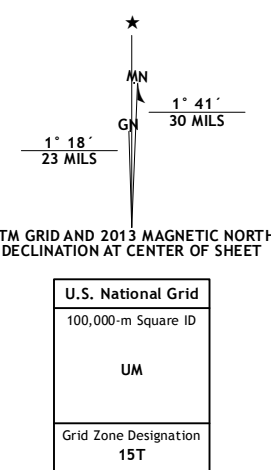 ★
MN
1° 41´
30 MILS
GN
1° 18´
23 MILS
TM GRID AND 2013 MAGNETIC NORTH
DECLINATION AT CENTER OF SHEET
U.S. National Grid
100,000-m Square ID
UM
Grid Zone Designation
15T